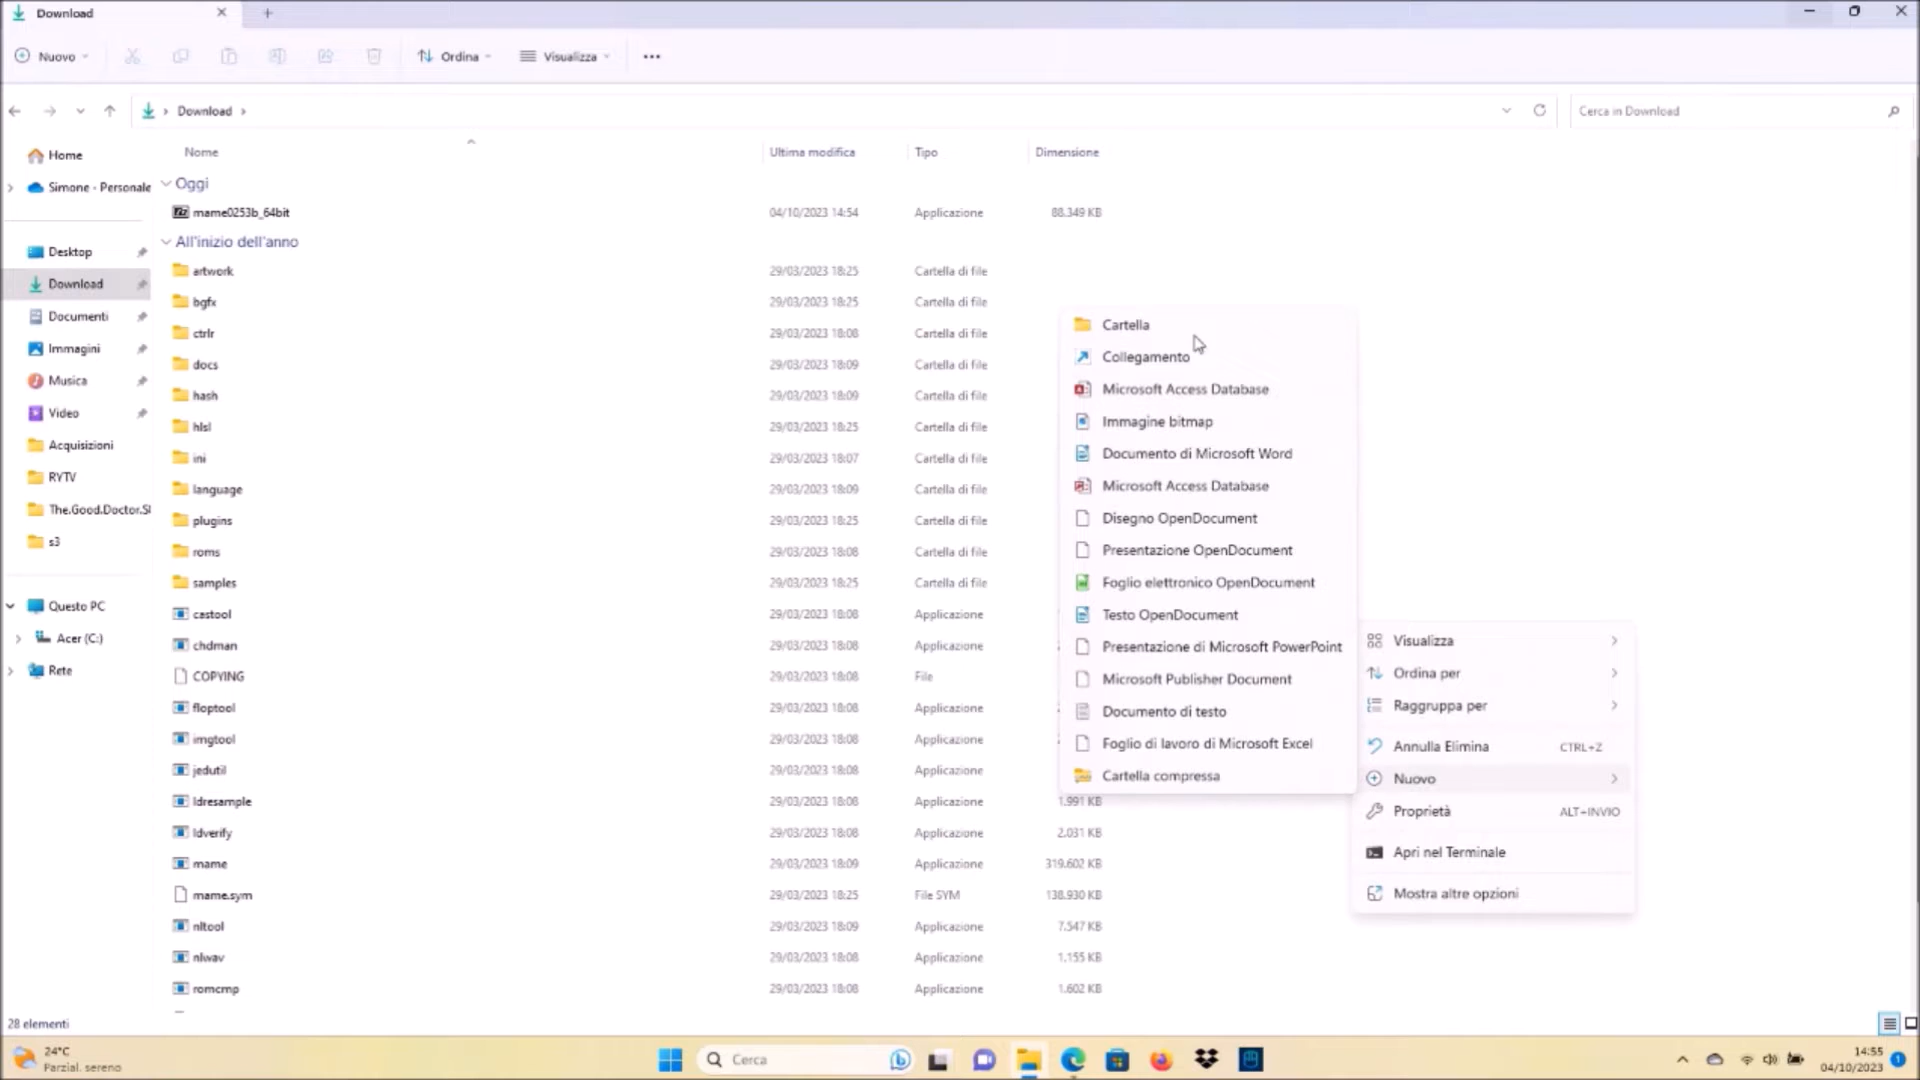 Download
Nuovo
Ordina
Visualizza
Download
Cerca in Download
Nome
Ultima modifica
Tipo
Dimensione
Home
Simone - Personale
Desktop
Download
Documenti
Immagini
Musica
Video
Acquisizioni
RYTV
The.Good.Doctor.S
s3
Questo PC
Acer (C:)
Rete
Oggi
mame0253b_64bit 04/10/2023 14:54 Applicazione 88.349 KB
All'inizio dell'anno
artwork 29/03/2023 18:25 Cartella di file
bgfx 29/03/2023 18:25 Cartella di file
ctrlr 29/03/2023 18:08 Cartella di file
docs 29/03/2023 18:09 Cartella di file
hash 29/03/2023 18:09 Cartella di file
hlsl 29/03/2023 18:25 Cartella di file
ini 29/03/2023 18:07 Cartella di file
language 29/03/2023 18:09 Cartella di file
plugins 29/03/2023 18:25 Cartella di file
roms 29/03/2023 18:08 Cartella di file
samples 29/03/2023 18:25 Cartella di file
castool 29/03/2023 18:08 Applicazione
chdman 29/03/2023 18:08 Applicazione
COPYING 29/03/2023 18:08 File
floptool 29/03/2023 18:08 Applicazione
imgtool 29/03/2023 18:08 Applicazione
jedutil 29/03/2023 18:08 Applicazione
ldresample 29/03/2023 18:08 Applicazione 1.991 KB
ldverify 29/03/2023 18:08 Applicazione 2.031 KB
mame 29/03/2023 18:09 Applicazione 319.602 KB
mame.sym 29/03/2023 18:25 File SYM 138.930 KB
nltool 29/03/2023 18:09 Applicazione 7.547 KB
nlwav 29/03/2023 18:08 Applicazione 1.155 KB
romcmp 29/03/2023 18:08 Applicazione 1.602 KB
Cartella
Collegamento
Microsoft Access Database
Immagine bitmap
Documento di Microsoft Word
Microsoft Access Database
Disegno OpenDocument
Presentazione OpenDocument
Foglio elettronico OpenDocument
Testo OpenDocument
Presentazione di Microsoft PowerPoint
Microsoft Publisher Document
Documento di testo
Foglio di lavoro di Microsoft Excel
Cartella compressa
Visualizza
Ordina per
Raggruppa per
Annulla Elimina CTRL+Z
Nuovo
Proprietà ALT+INVIO
Apri nel Terminale
Mostra altre opzioni
28 elementi
24°C
Parzial. sereno
Cerca
14:55
04/10/2023
1